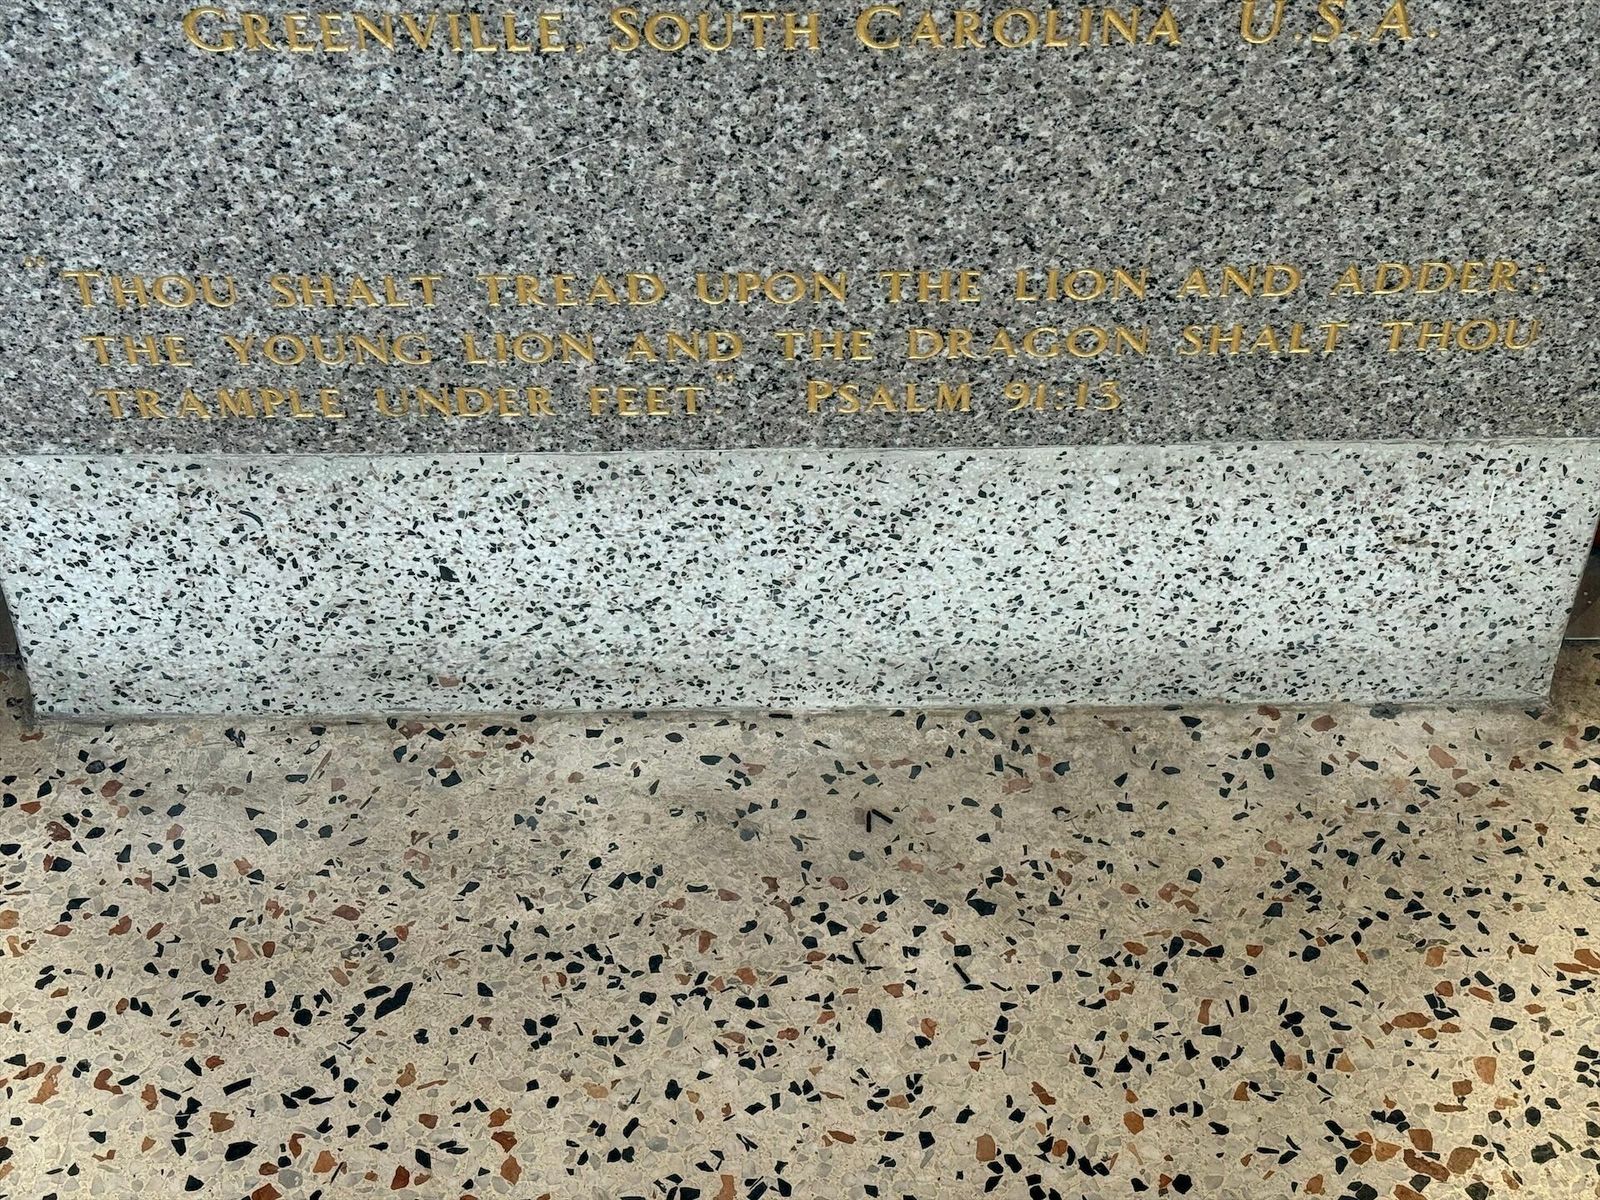 GREENVILLE, SOUTH CAROLINA U.S.A.
"THOU SHALT TREAD UPON THE LION AND ADDER:
THE YOUNG LION AND THE DRAGON SHALT THOU
TRAMPLE UNDER FEET." PSALM 91:13